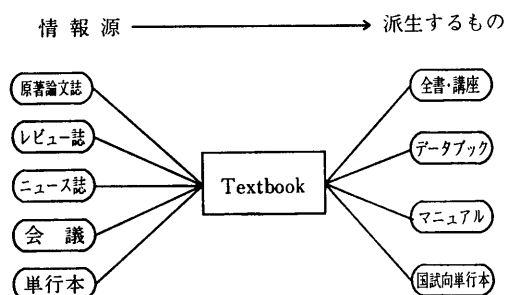 情報源 派生するもの
原著論文誌
レビュー誌
ニュース誌
会議
単行本
Textbook
全書・講座
データブック
マニュアル
国試向単行本